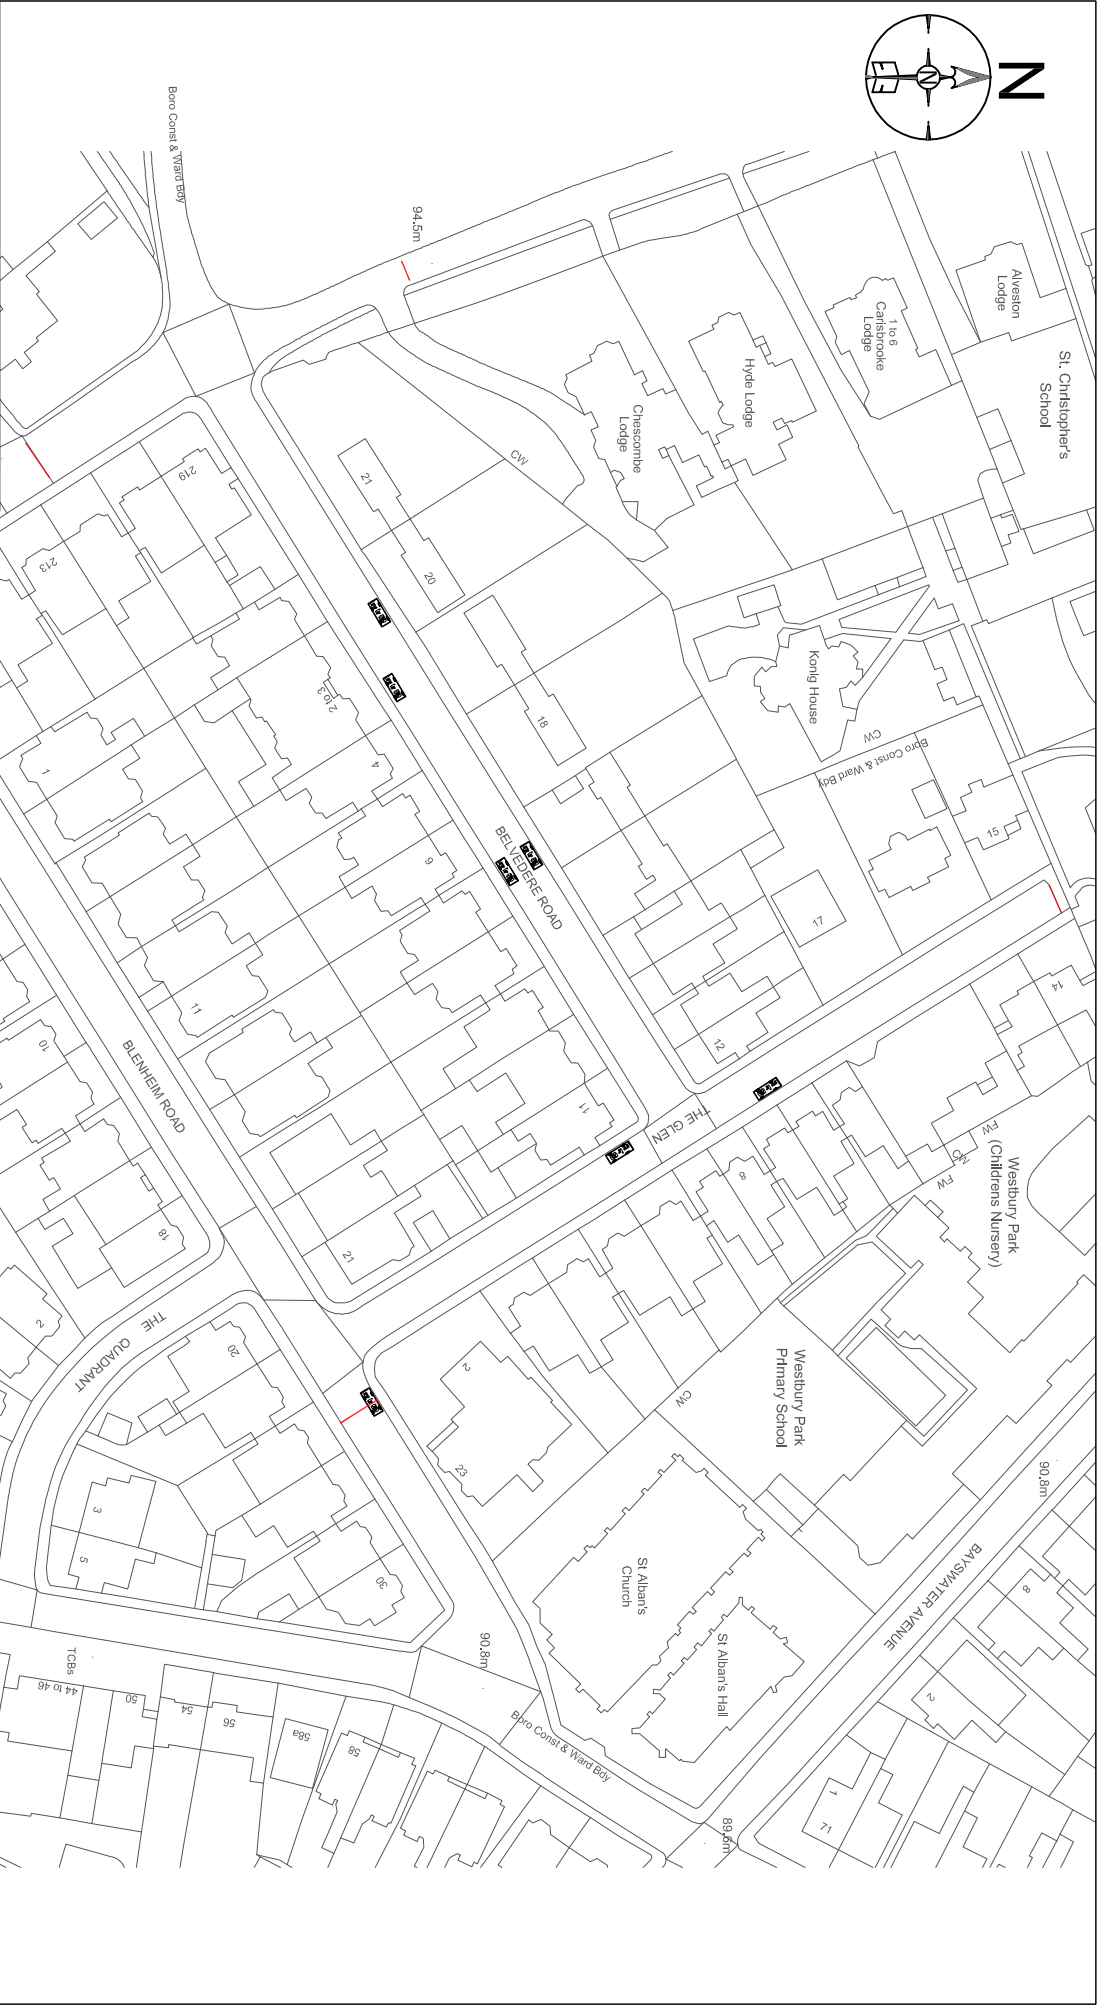 N
N
St. Christopher's
School
Alveston
Lodge
1 to 6
Carisbrooke
Lodge
Hyde Lodge
Chescombe
Lodge
94.5m
Boro Const & Ward Bdy
CW
21
20
18
219
213
2 to 3
4
9
1
11
10
18
BELVEDERE ROAD
BLENHEIM ROAD
Konig House
CW
Boro Const & Ward Bdy
15
17
12
14
THE GLEN
11
21
8
FW
CW
FW
Westbury Park
(Childrens Nursery)
Westbury Park
Primary School
CW
2
23
THE QUADRANT
2
20
3
5
30
St Alban's
Church
St Alban's Hall
90.8m
BAYSWATER AVENUE
8
2
1
71
89.6m
90.8m
Boro Const & Ward Bdy
TCBs
44 to 46
50
54
56
58a
58